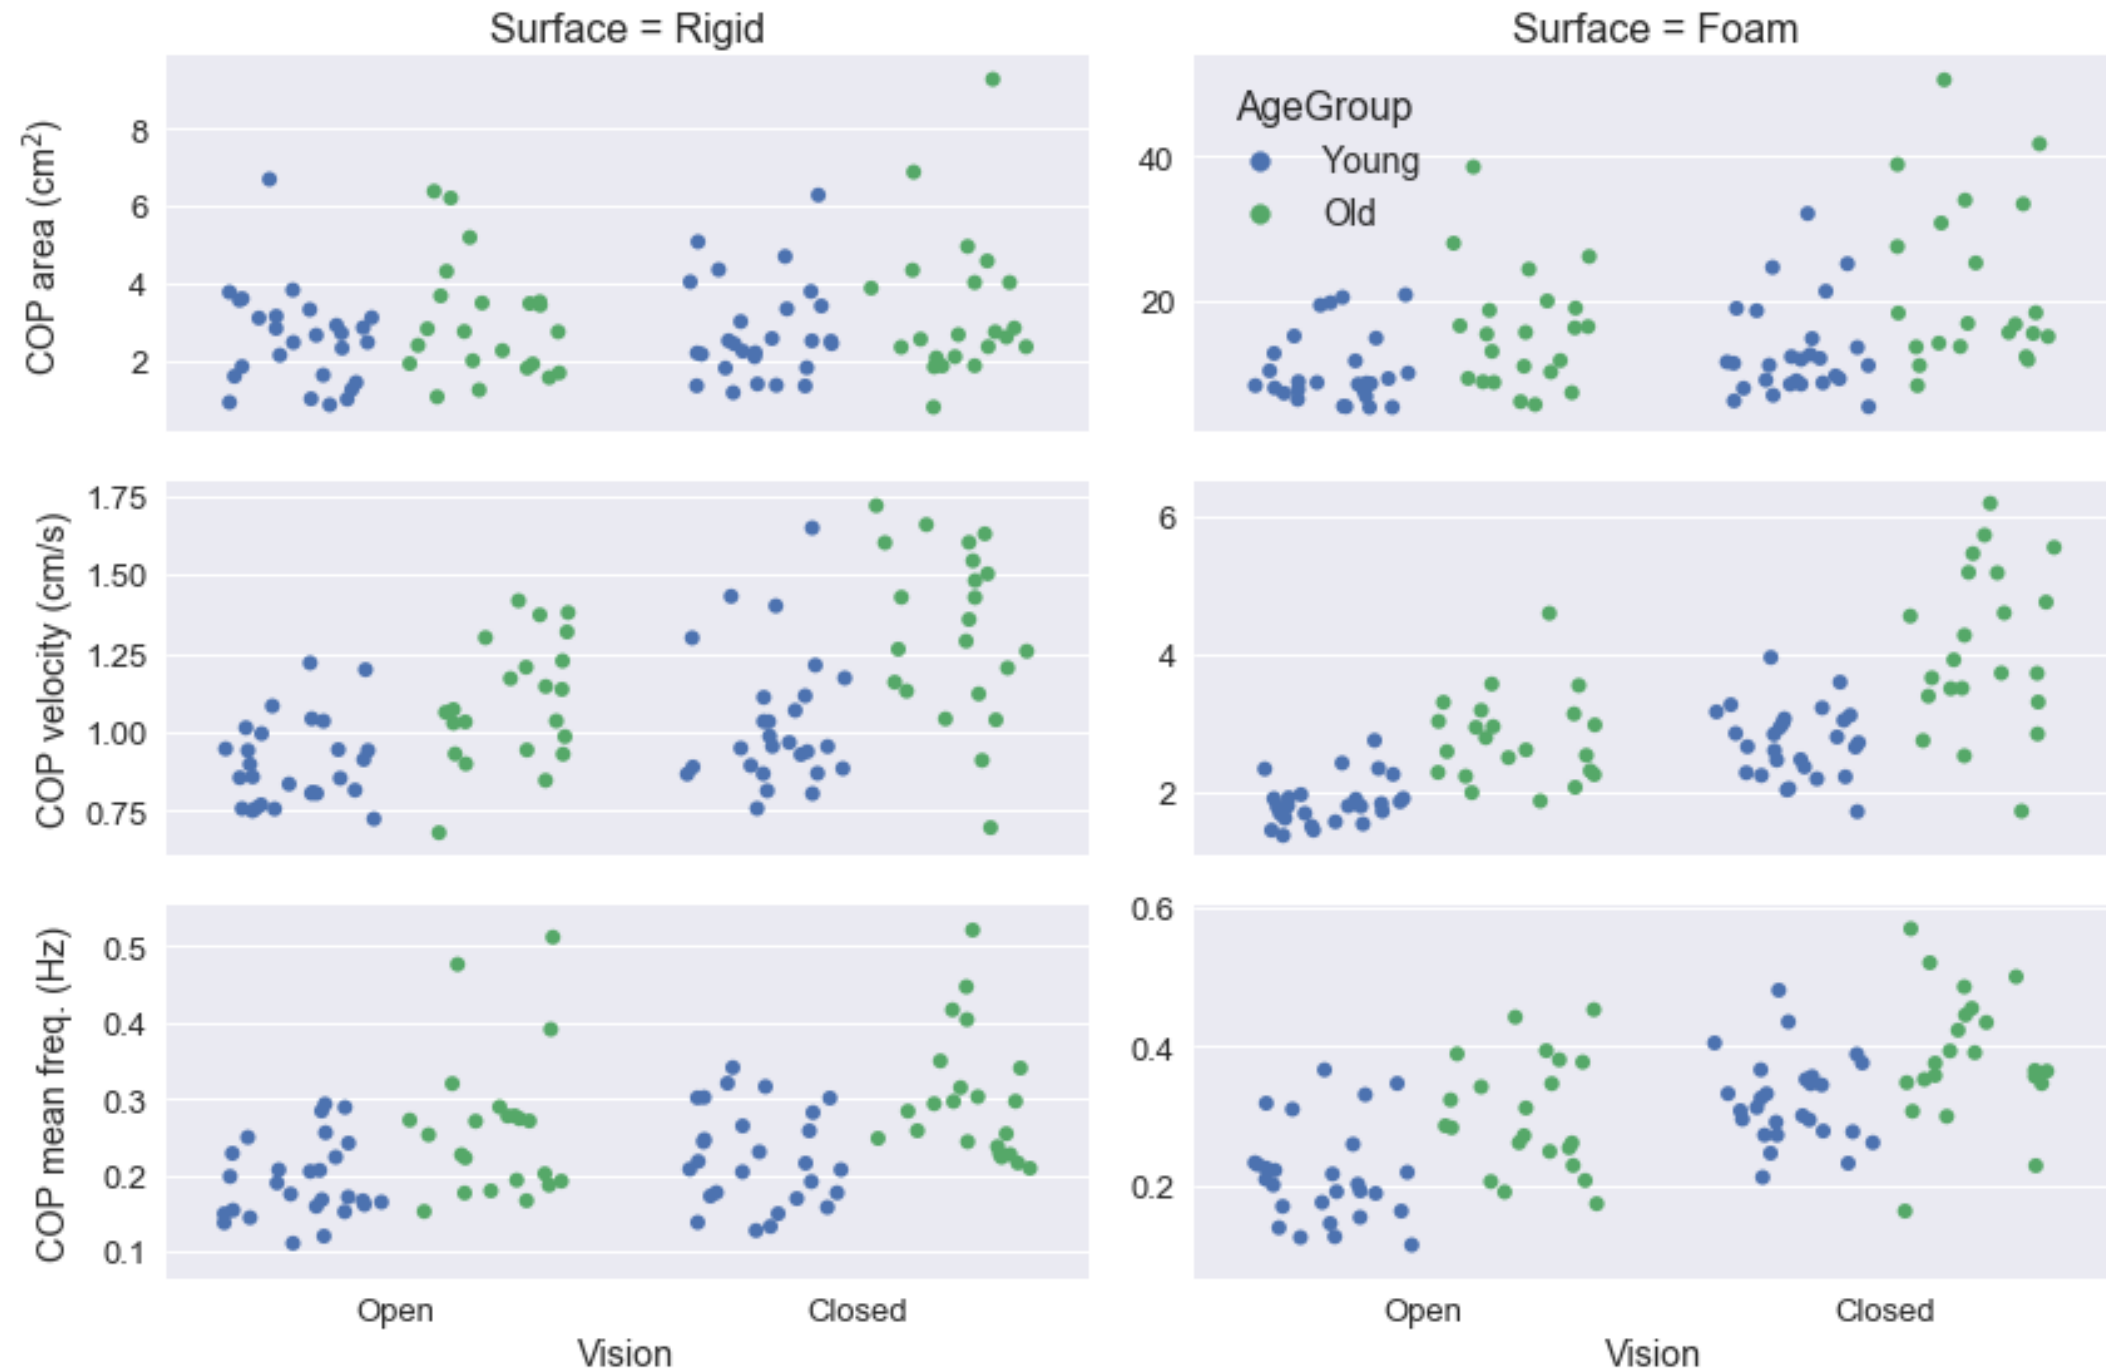 Surface = Rigid
Surface = Foam
COP area (cm²)
8
6
4
2
AgeGroup
Young
Old
40
20
COP velocity (cm/s)
1.75
1.50
1.25
1.00
0.75
6
4
2
COP mean freq. (Hz)
0.5
0.4
0.3
0.2
0.1
0.6
0.4
0.2
Open
Closed
Vision
Open
Closed
Vision